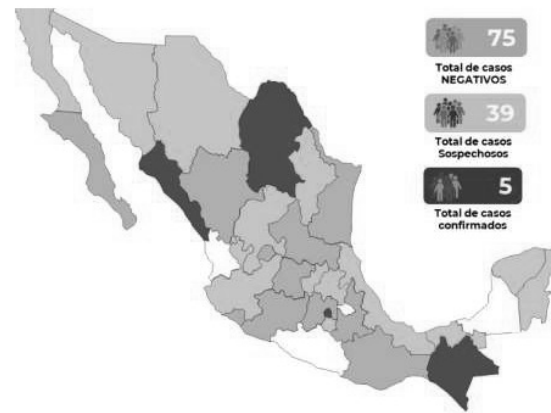 75
Total de casos
NEGATIVOS
39
Total de casos
Sospechosos
5
Total de casos
confirmados